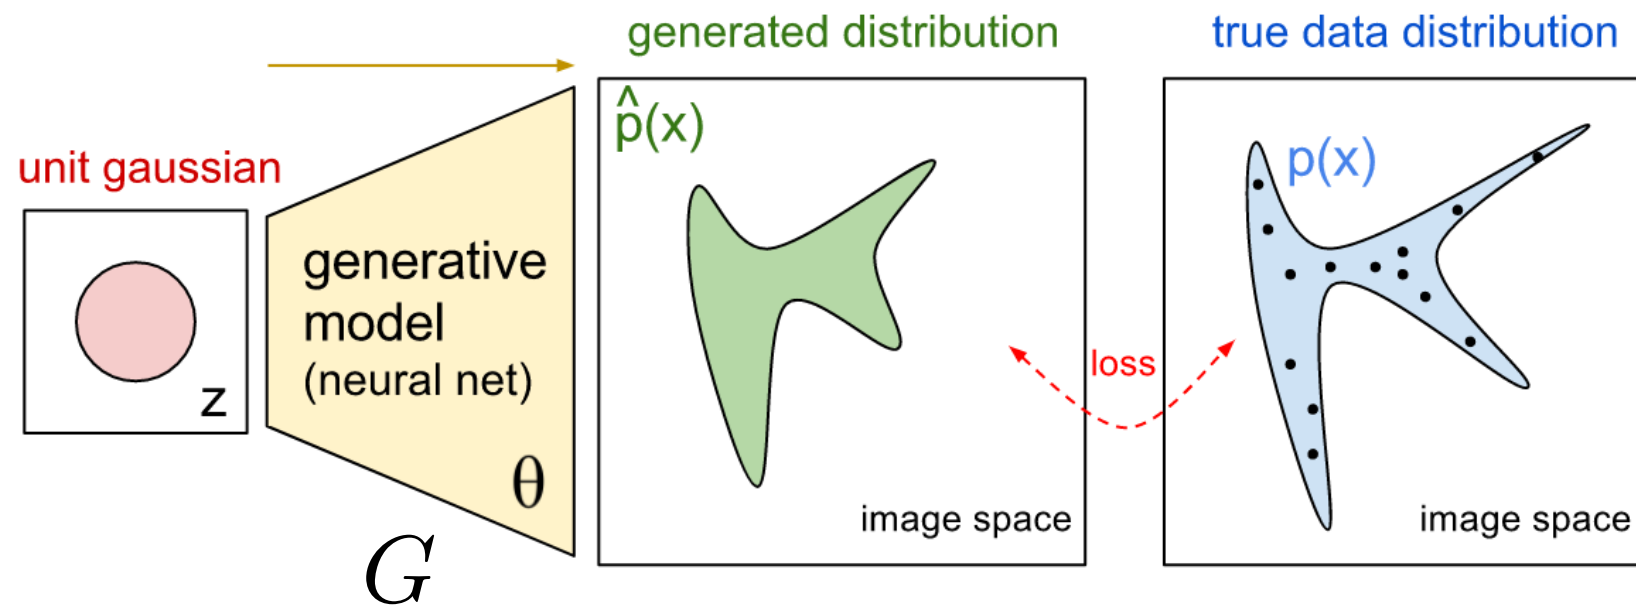 generated distribution
true data distribution
unit gaussian
z
generative
model
(neural net)
θ
G
p̂(x)
image space
loss
p(x)
image space